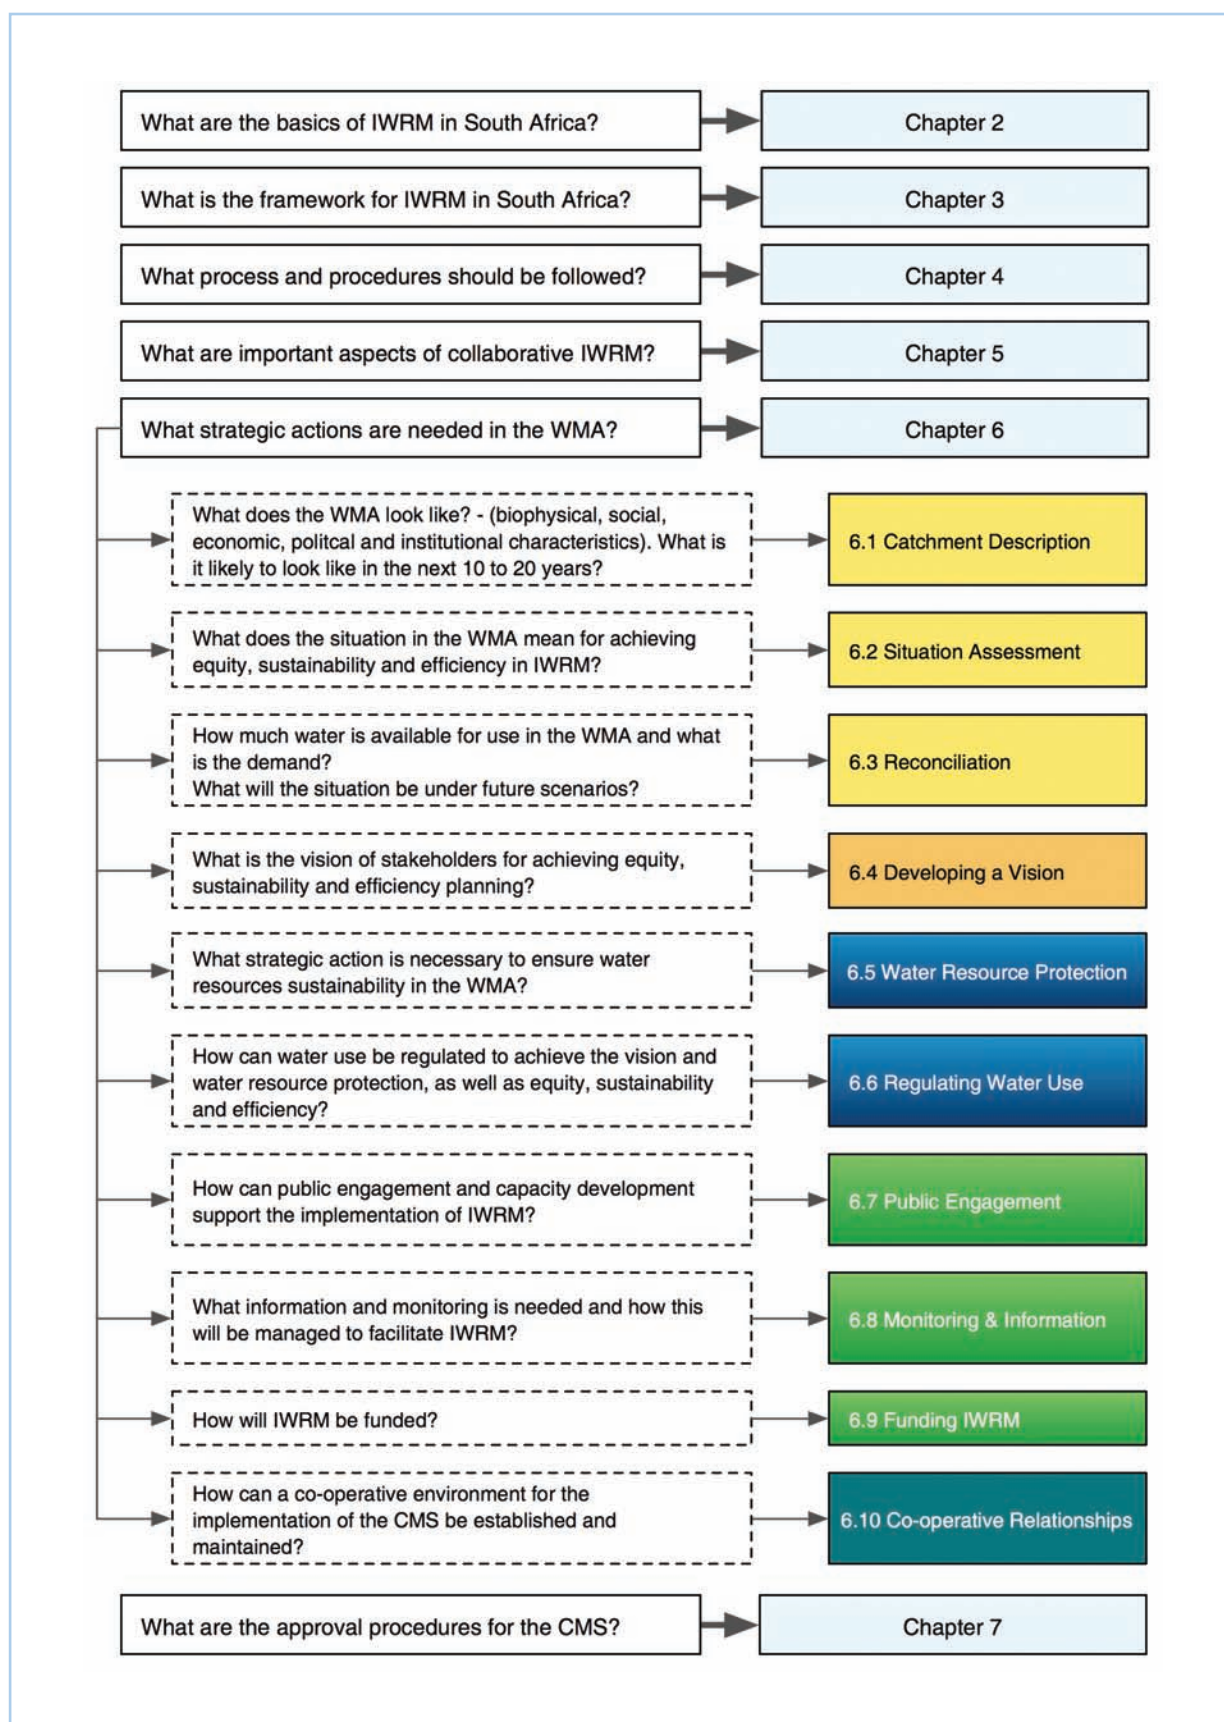 What are the basics of IWRM in South Africa?
Chapter 2
What is the framework for IWRM in South Africa?
Chapter 3
What process and procedures should be followed?
Chapter 4
What are important aspects of collaborative IWRM?
Chapter 5
What strategic actions are needed in the WMA?
Chapter 6
What does the WMA look like? - (biophysical, social,
economic, politcal and institutional characteristics). What is
it likely to look like in the next 10 to 20 years?
6.1 Catchment Description
What does the situation in the WMA mean for achieving
equity, sustainability and efficiency in IWRM?
6.2 Situation Assessment
How much water is available for use in the WMA and what
is the demand?
What will the situation be under future scenarios?
6.3 Reconciliation
What is the vision of stakeholders for achieving equity,
sustainability and efficiency planning?
6.4 Developing a Vision
What strategic action is necessary to ensure water
resources sustainability in the WMA?
6.5 Water Resource Protection
How can water use be regulated to achieve the vision and
water resource protection, as well as equity, sustainability
and efficiency?
6.6 Regulating Water Use
How can public engagement and capacity development
support the implementation of IWRM?
6.7 Public Engagement
What information and monitoring is needed and how this
will be managed to facilitate IWRM?
6.8 Monitoring & Information
How will IWRM be funded?
6.9 Funding IWRM
How can a co-operative environment for the
implementation of the CMS be established and
maintained?
6.10 Co-operative Relationships
What are the approval procedures for the CMS?
Chapter 7